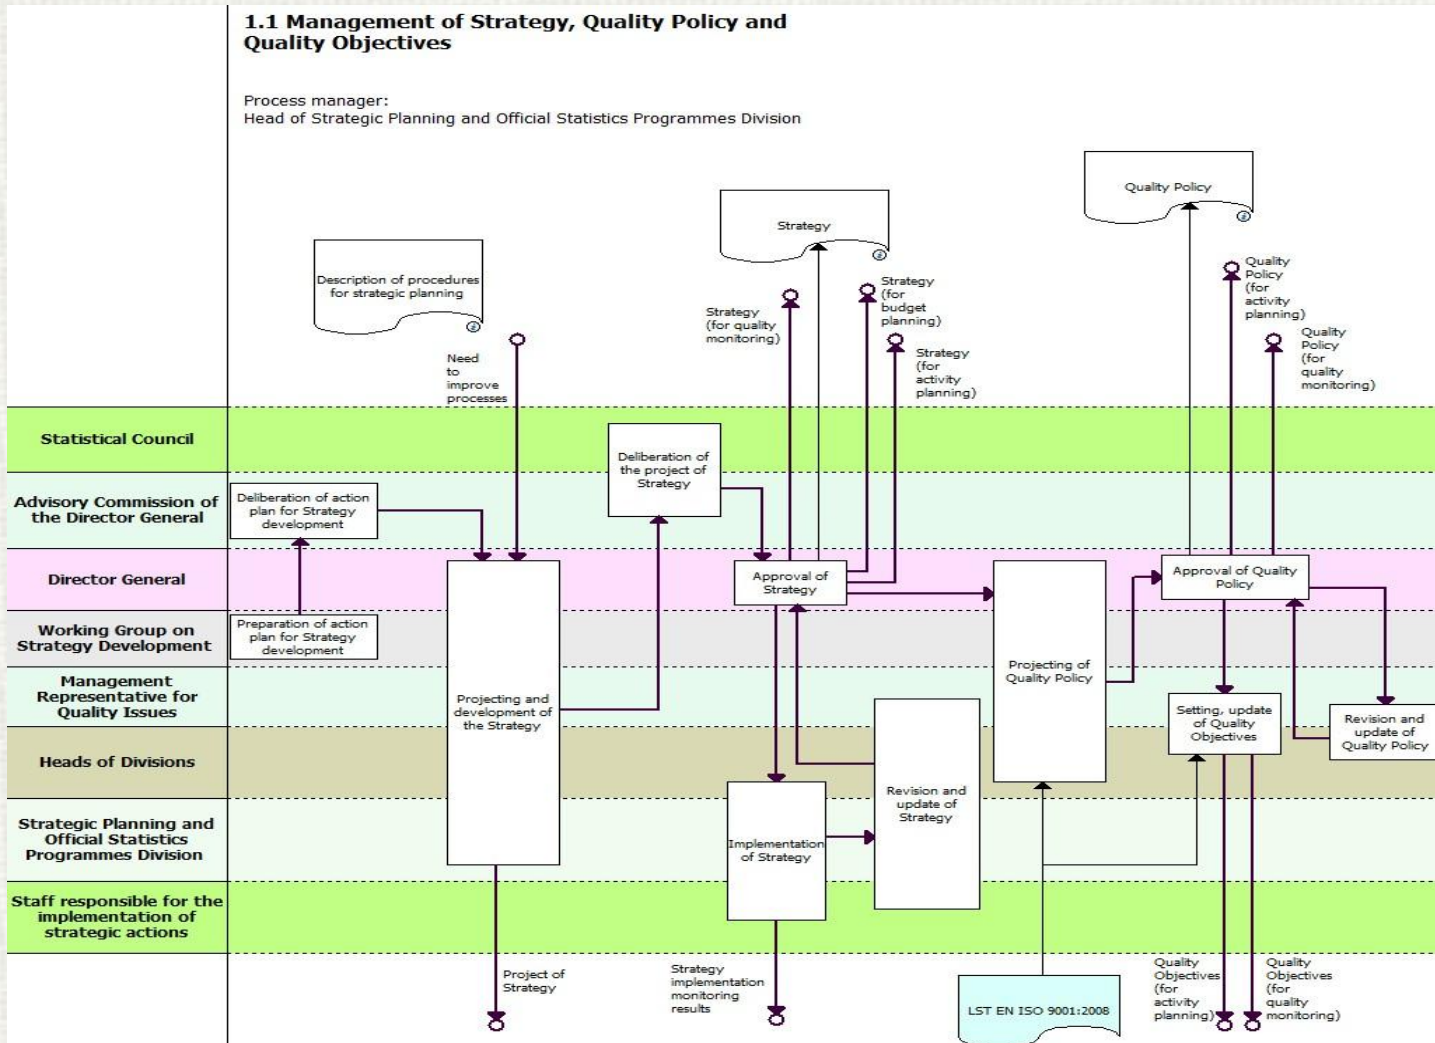 1.1 Management of Strategy, Quality Policy and
Quality Objectives
Process manager:
Head of Strategic Planning and Official Statistics Programmes Division
Quality Policy
Strategy
Description of procedures
for strategic planning
Need
to
improve
processes
Strategy
(for quality
monitoring)
Strategy
(for
budget
planning)
Strategy
(for
activity
planning)
Quality
Policy
(for
activity
planning)
Quality
Policy
(for
quality
monitoring)
Statistical Council
Deliberation of
the project of
Strategy
Advisory Commission of
the Director General
Deliberation of action
plan for Strategy
development
Director General
Approval of
Strategy
Approval of Quality
Policy
Working Group on
Strategy Development
Preparation of action
plan for Strategy
development
Projecting of
Quality Policy
Management
Representative for
Quality Issues
Projecting and
development of
the Strategy
Setting, update
of Quality
Objectives
Revision and
update of
Quality Policy
Heads of Divisions
Revision and
update of
Strategy
Strategic Planning and
Official Statistics
Programmes Division
Implementation
of Strategy
Staff responsible for the
implementation of
strategic actions
Project of
Strategy
Strategy
implementation
monitoring
results
LST EN ISO 9001:2008
Quality
Objectives
(for
activity
planning)
Quality
Objectives
(for
quality
monitoring)